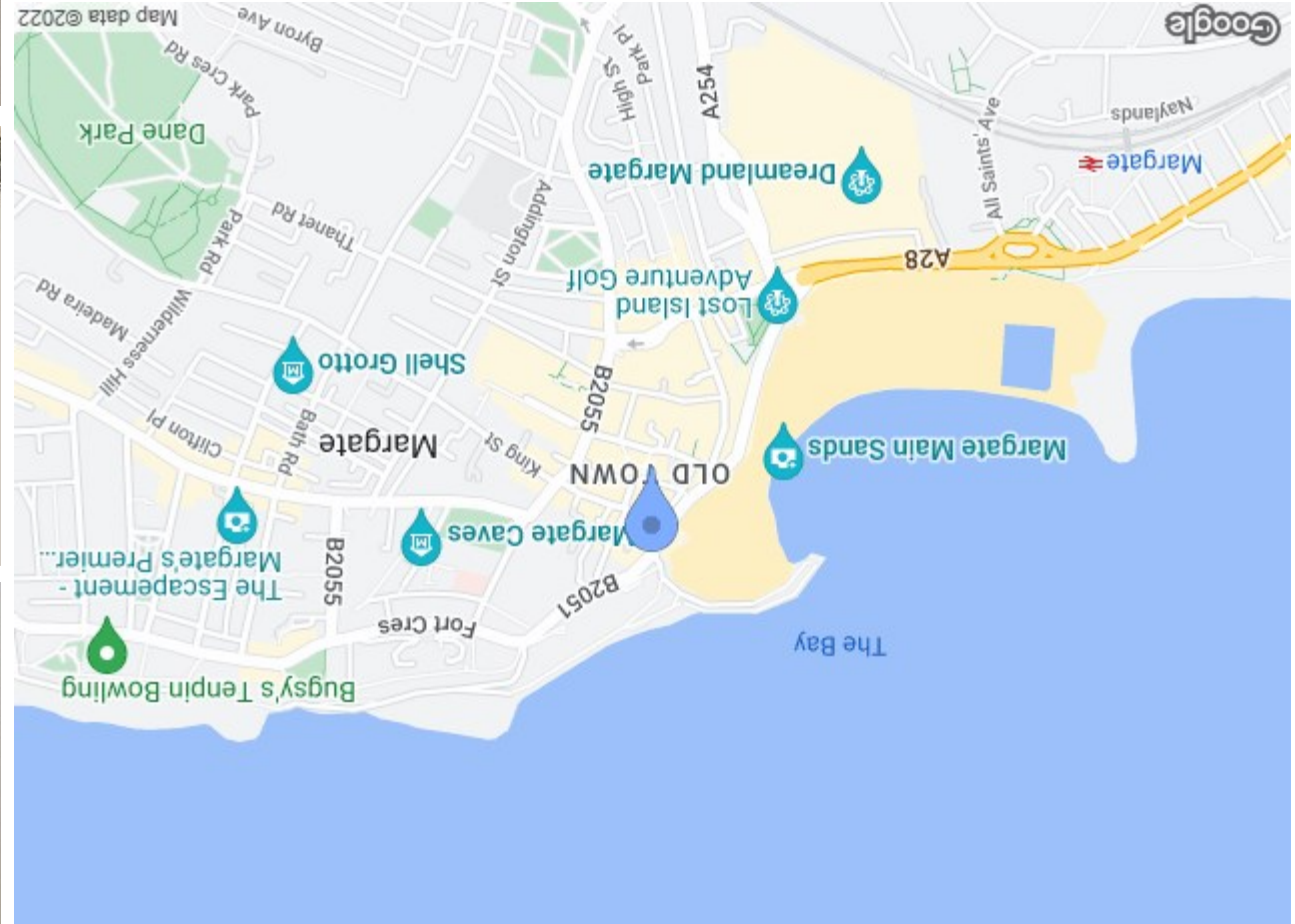 The Bay
Bugsy's Tenpin Bowling
The Escapement -
Margate's Premier...
Fort Cres
B2051
B2055
Margate Caves
Margate Main Sands
OLD TOWN
Margate
King St
Clifton Pl
Bath Rd
B2055
Shell Grotto
Wilderness Hill
Madeira Rd
Lost Island
Adventure Golf
A28
Addington St
Thanet Rd
Park Rd
Dreamland Margate
Margate
All Saints' Ave
Naylands
A254
High St
Park Pl
Dane Park
Park Cres Rd
Byron Ave
Google
Map data ©2022